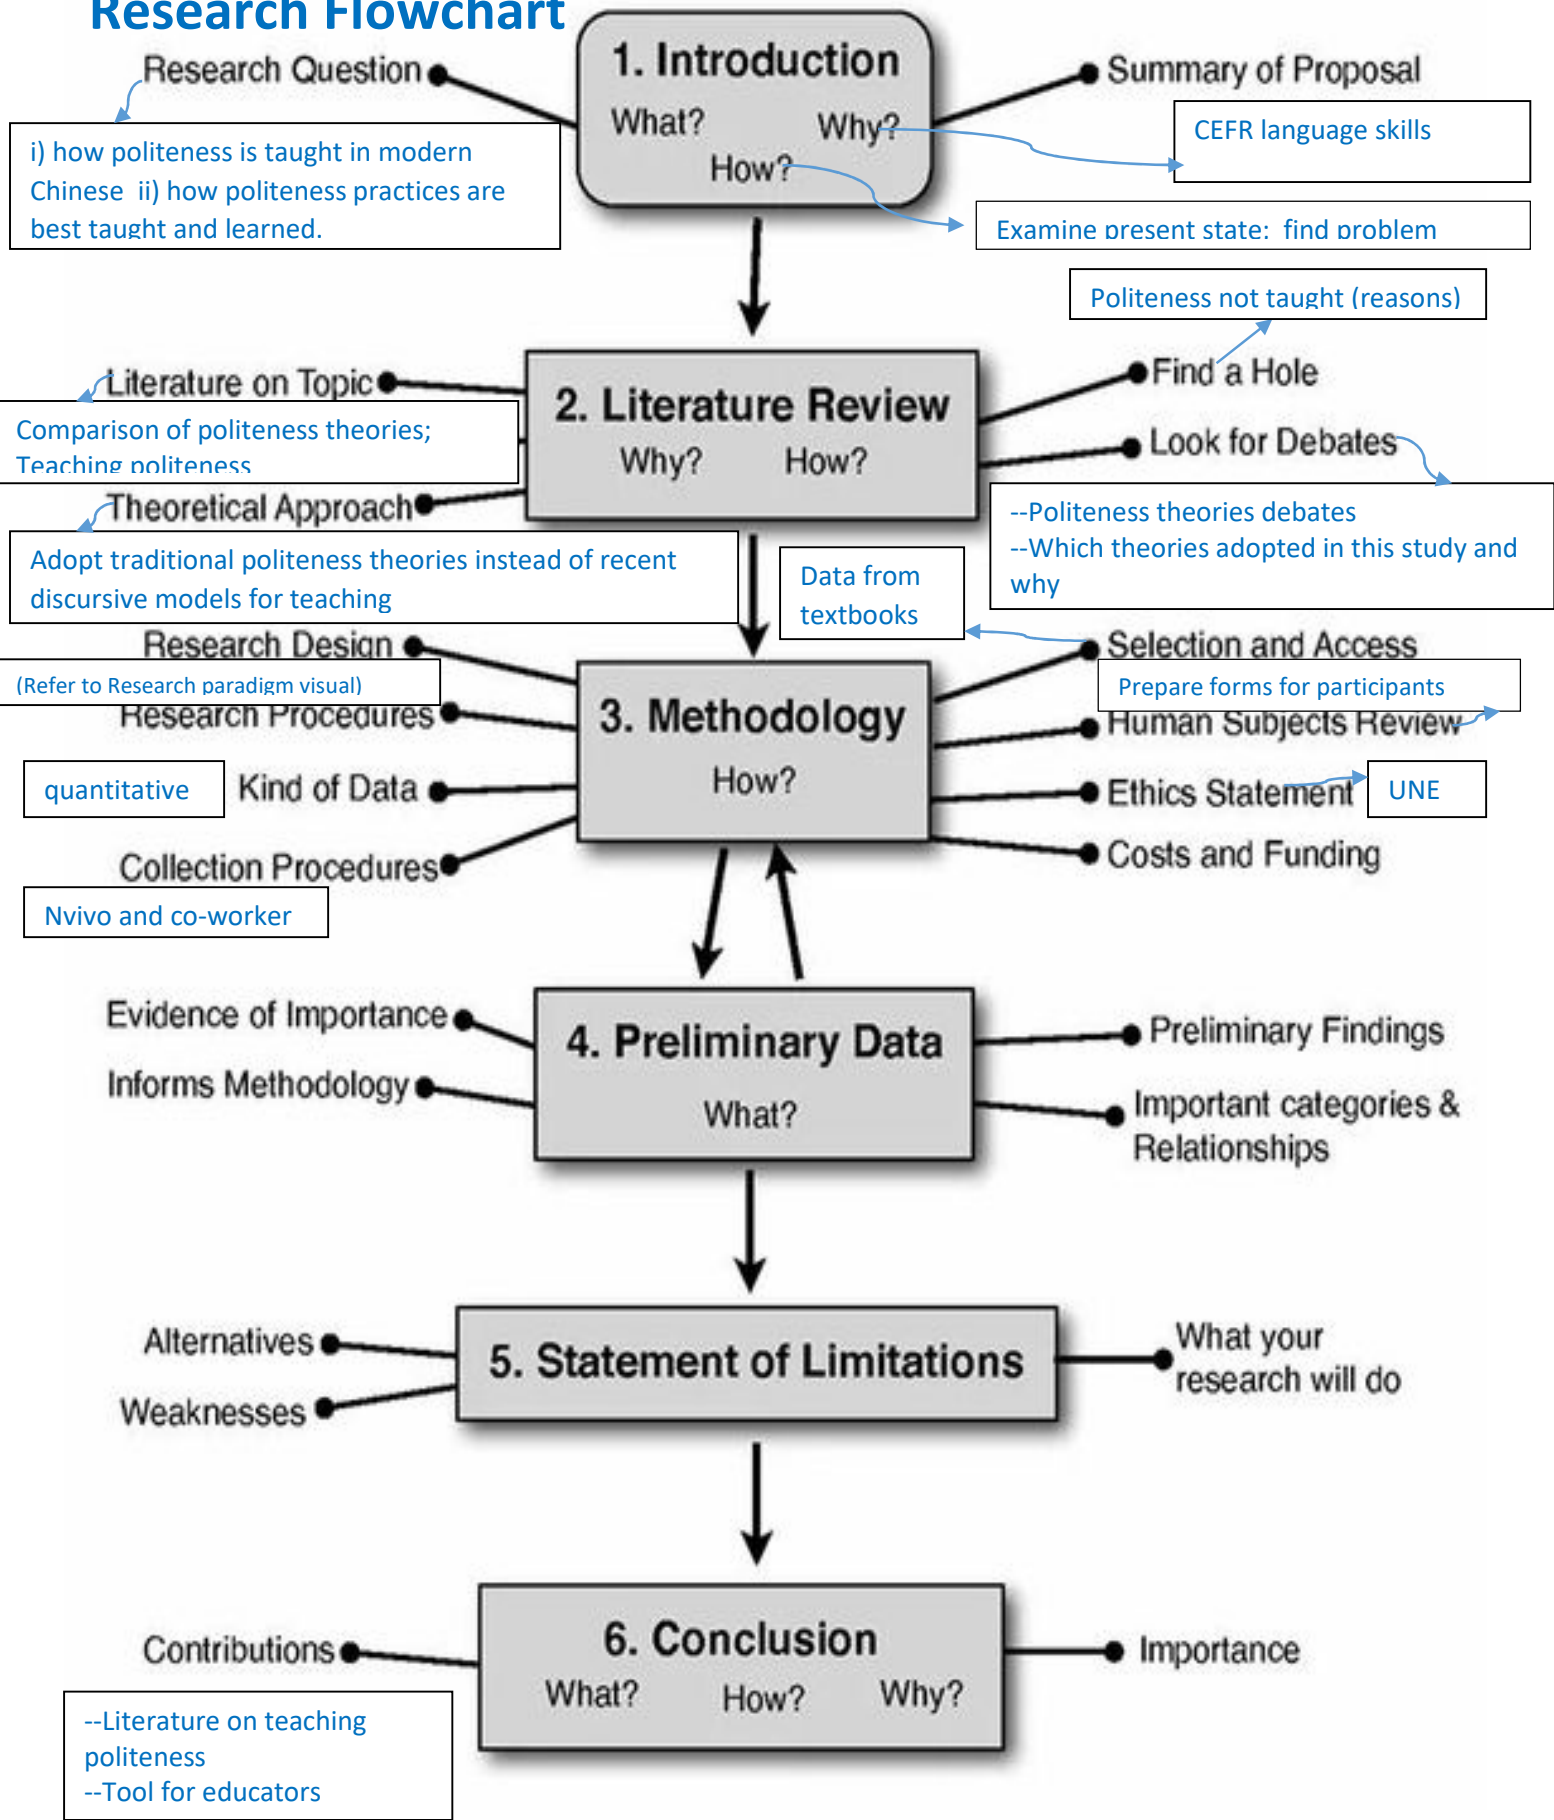 Research Flowchart
1. Introduction
What?
Why?
How?
Research Question
Summary of Proposal
i) how politeness is taught in modern
Chinese ii) how politeness practices are
best taught and learned.
CEFR language skills
Examine present state: find problem
Politeness not taught (reasons)
2. Literature Review
Why? How?
Literature on Topic
Find a Hole
Comparison of politeness theories;
Teaching politeness
Look for Debates
Theoretical Approach
--Politeness theories debates
--Which theories adopted in this study and
why
Adopt traditional politeness theories instead of recent
discursive models for teaching
Data from
textbooks
3. Methodology
How?
Research Design
Selection and Access
(Refer to Research paradigm visual)
Prepare forms for participants
Research Procedures
Human Subjects Review
quantitative
Kind of Data
Ethics Statement
UNE
Collection Procedures
Costs and Funding
Nvivo and co-worker
4. Preliminary Data
What?
Evidence of Importance
Preliminary Findings
Informs Methodology
Important categories &
Relationships
5. Statement of Limitations
Alternatives
What your
research will do
Weaknesses
6. Conclusion
What? How? Why?
Contributions
Importance
--Literature on teaching
politeness
--Tool for educators